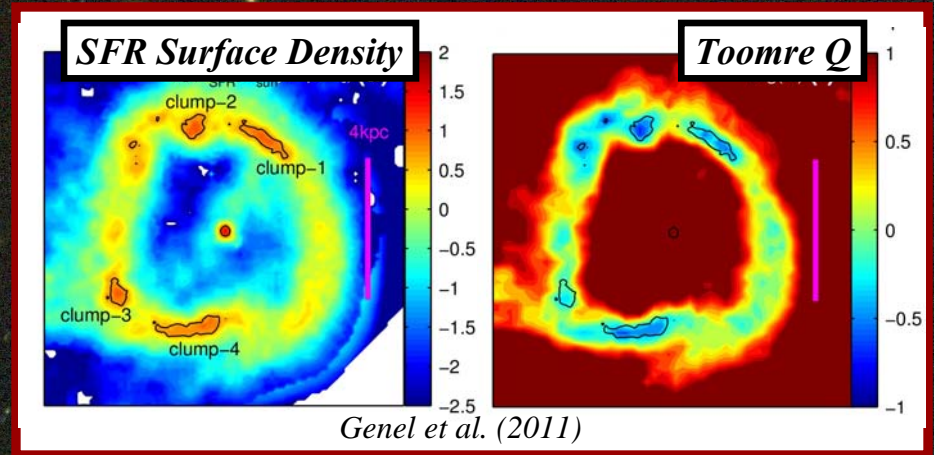 SFR Surface Density
Toomre Q
SFR surf
clump−2
clump−1
4kpc
clump−3
clump−4
2
1.5
1
0.5
0
−0.5
−1
−1.5
−2
−2.5
1
0.5
0
−0.5
−1
Genel et al. (2011)